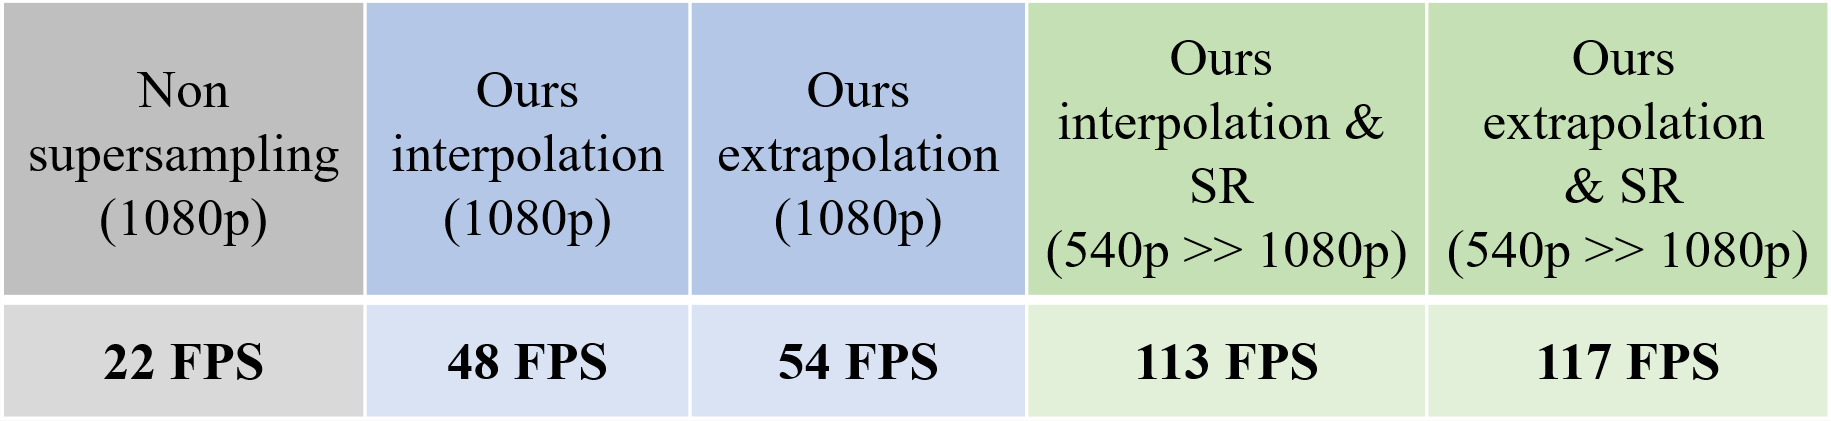 Non
supersampling
(1080p)
Ours
interpolation
(1080p)
Ours
extrapolation
(1080p)
Ours
interpolation &
SR
(540p >> 1080p)
Ours
extrapolation
& SR
(540p >> 1080p)
22 FPS
48 FPS
54 FPS
113 FPS
117 FPS